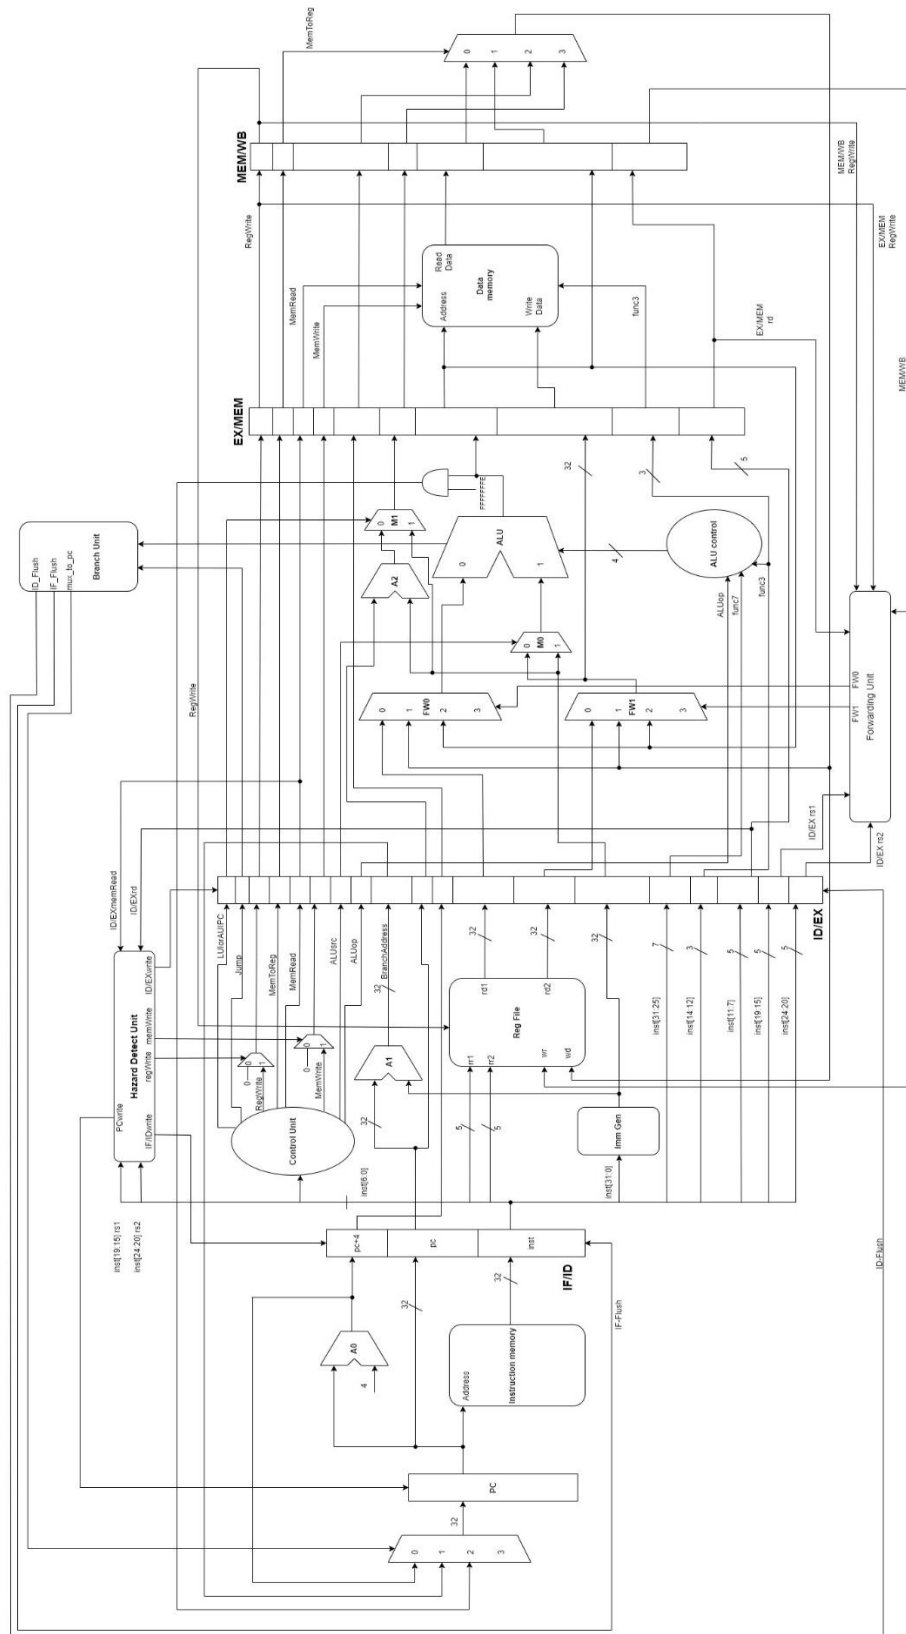 ID_Flush
IF_Flush
mux_to_pc
Branch Unit
PCwrite
Hazard Detect Unit
IF/IDwrite
regWrite
memWrite
ID/EXwrite
ID/EXmemRead
ID/EXrd
inst[19:15] rs1
inst[24:20] rs2
0
1
2
3
32
PC
4
A0
Address
Instruction memory
32
32
pc+4
pc
inst
IF/ID
IF-Flush
Control Unit
inst[6:0]
LUIorAUIPC
Jump
0
0
1
RegWrite
MemToReg
MemRead
0
0
1
MemWrite
ALUsrc
ALUop
BranchAddress
32
32
A1
5
5
rr1
rr2
wr
wd
Reg File
rd1
rd2
32
32
inst[31:0]
Imm Gen
32
inst[31:25]
7
inst[14:12]
3
inst[11:7]
5
inst[19:15]
5
inst[24:20]
5
ID/EX
ID-Flush
RegWrite
0
1
2
3
FW0
0
1
2
3
FW1
A2
0
1
M1
0
1
M0
0
1
ALU
FFFFFFFE
4
ALU control
ALUop
func7
func3
32
3
5
ID/EX rs1
ID/EX rs2
FW1
FW0
Forwarding Unit
EX/MEM
RegWrite
MemRead
MemWrite
Address
Read
Data
Data
memory
Write
Data
func3
EX/MEM
rd
MEM/WB
MemToReg
0
1
2
3
MEM/WB
RegWrite
EX/MEM
RegWrite
MEM/WB